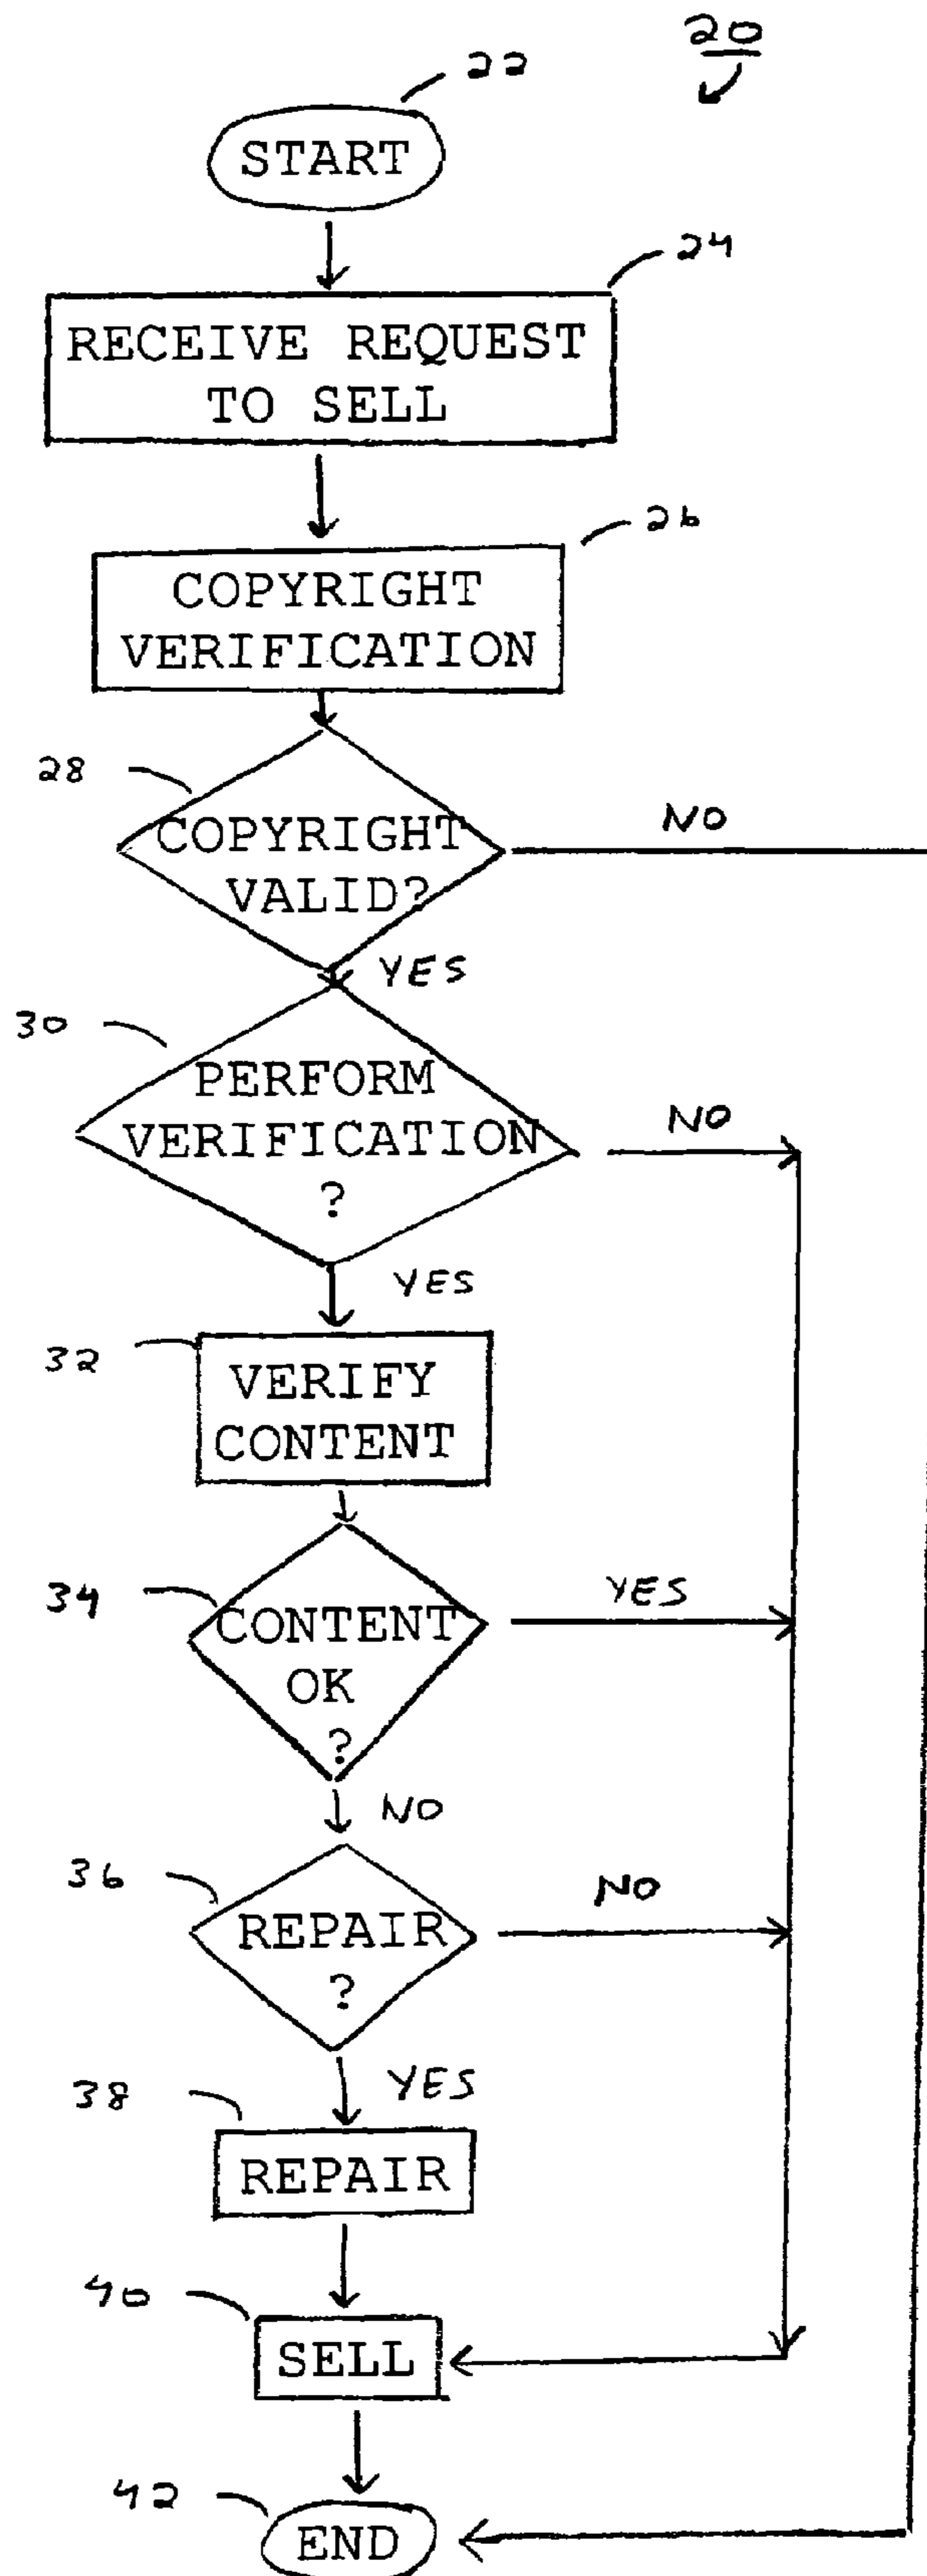 20
22
START
24
RECEIVE REQUEST
TO SELL
26
COPYRIGHT
VERIFICATION
28
COPYRIGHT
VALID?
NO
YES
30
PERFORM
VERIFICATION
?
NO
YES
32
VERIFY
CONTENT
34
CONTENT
OK
?
YES
NO
36
REPAIR
?
NO
YES
38
REPAIR
40
SELL
42
END